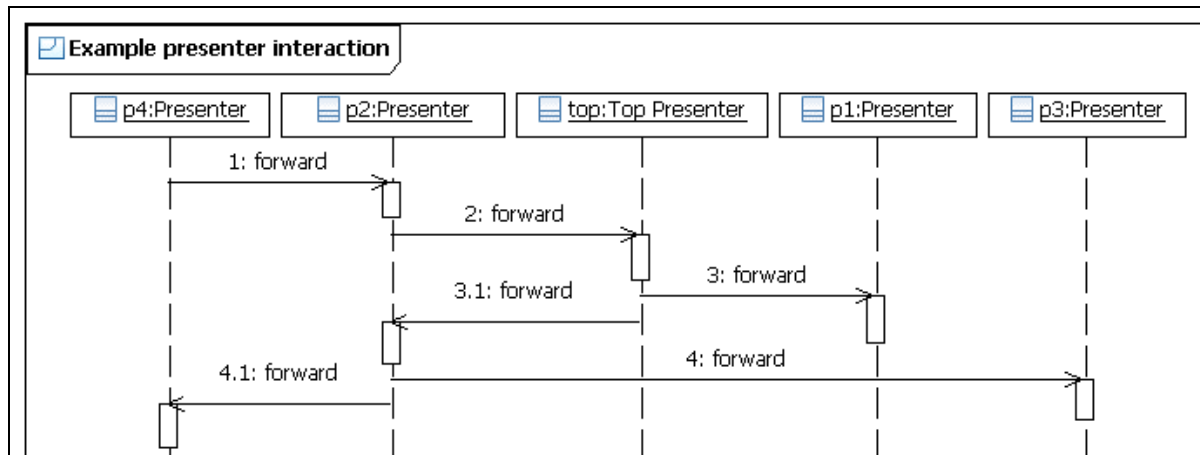 Example presenter interaction
p4:Presenter
p2:Presenter
top:Top Presenter
p1:Presenter
p3:Presenter
1: forward
2: forward
3: forward
3.1: forward
4: forward
4.1: forward